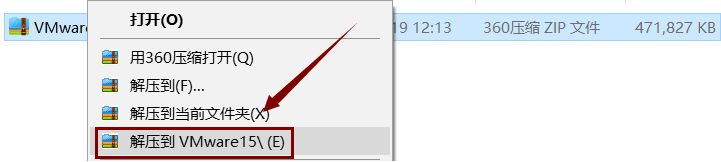 打开(O)
VMwar 19 12:13 360压缩 ZIP 文件 471,827 KB
用360压缩打开(Q)
解压到(F)...
解压到当前文件夹(X)
解压到 VMware15\ (E)